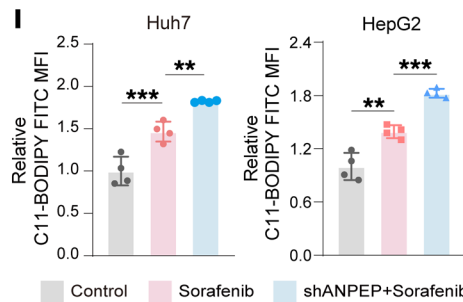 I
Huh7
HepG2
Relative
C11-BODIPY FITC MFI
2.5
2.0
1.5
1.0
0.5
0.0
***
**
Relative
C11-BODIPY FITC MFI
2.4
1.8
1.2
0.6
0.0
**
***
Control
Sorafenib
shANPEP+Sorafenib